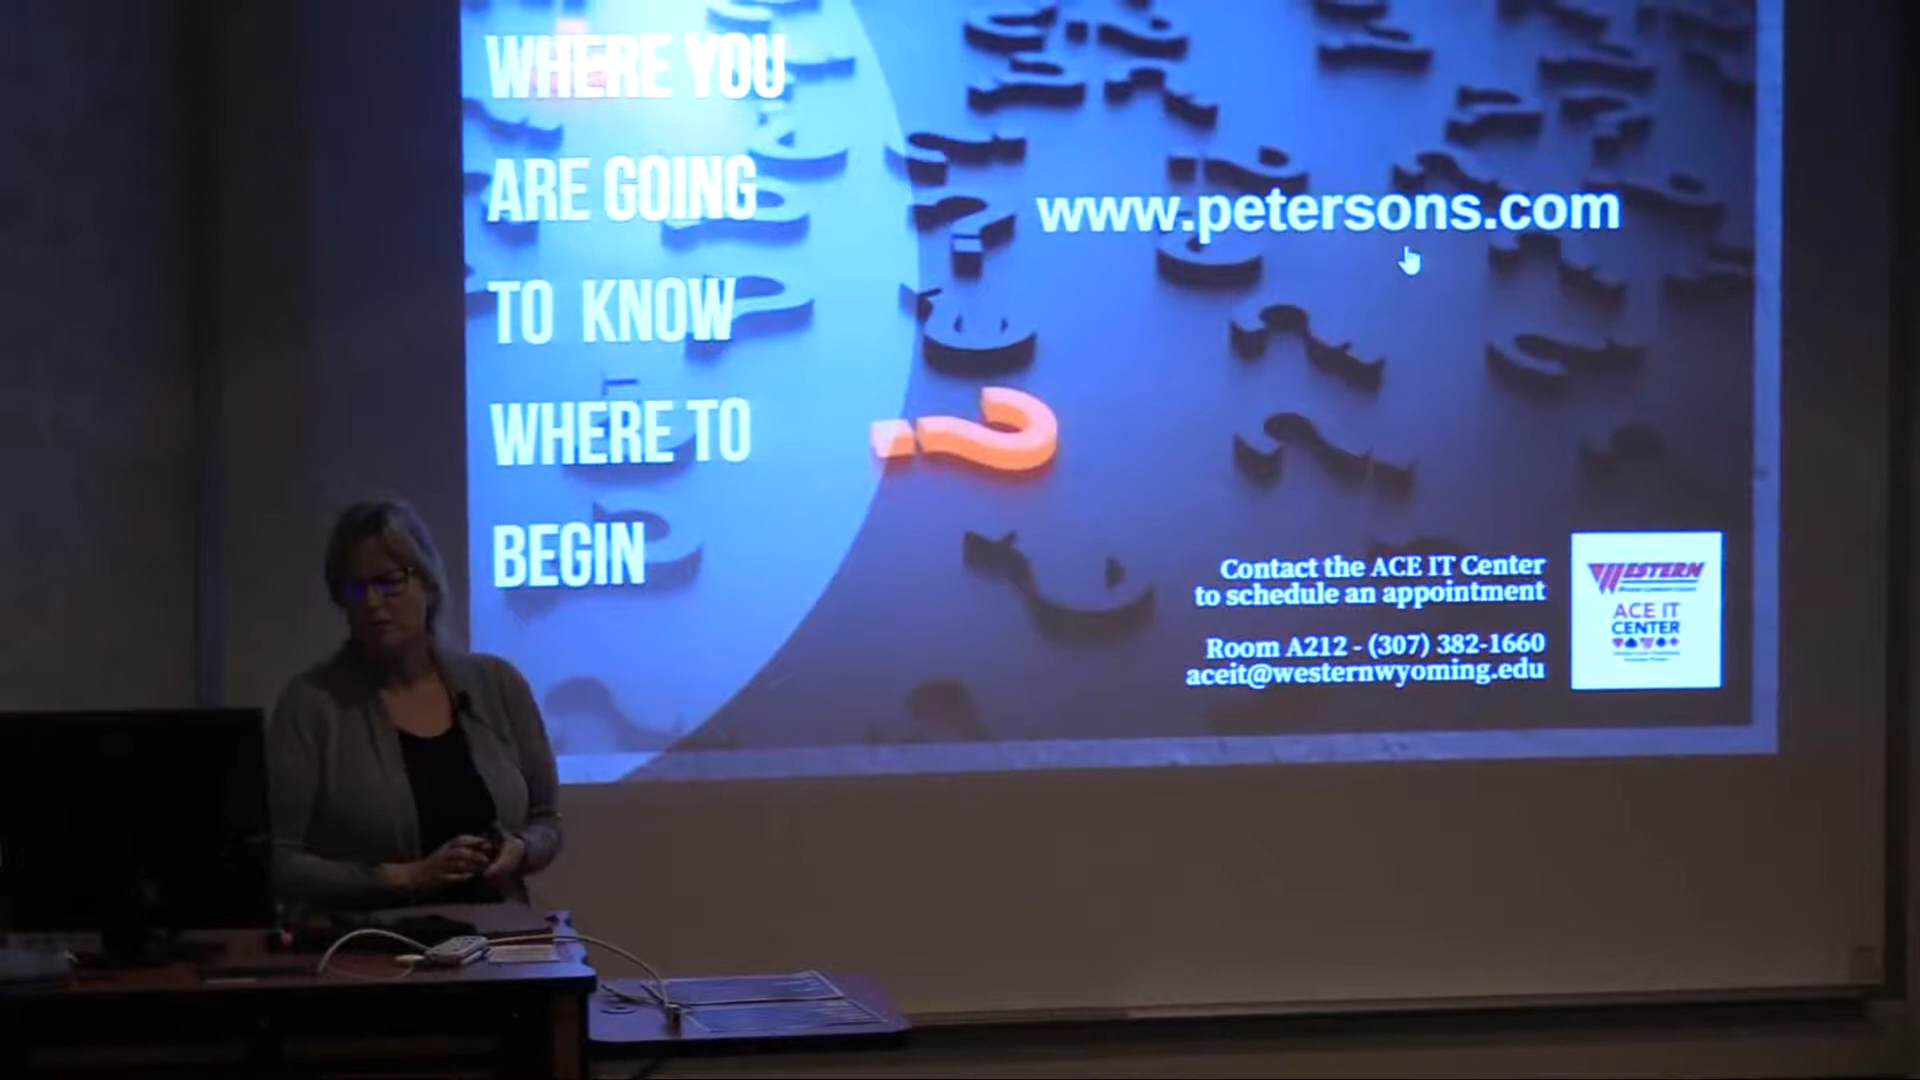 WHERE YOU
ARE GOING
TO KNOW
WHERE TO
BEGIN
www.petersons.com
Contact the ACE IT Center
to schedule an appointment
Room A212 - (307) 382-1660
aceit@westernwyoming.edu
WESTERN
ACE IT
CENTER